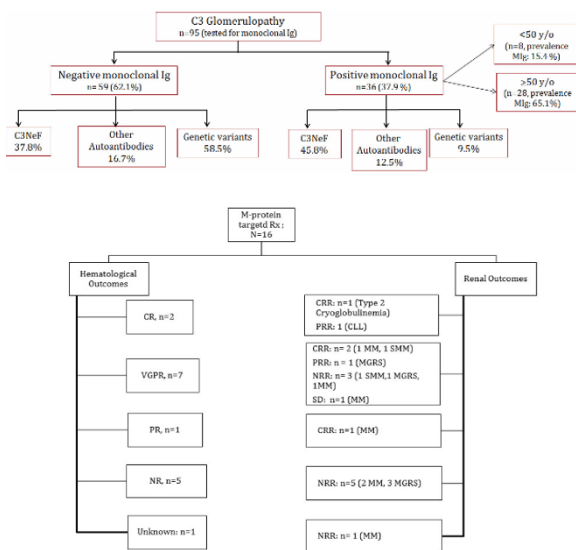 C3 Glomerulopathy
n=95 (tested for monoclonal Ig)
<50 y/o
(n=8, prevalence
MIg: 15.4 %)
Negative monoclonal Ig
n= 59 (62.1%)
Positive monoclonal Ig
n=36 (37.9 %)
>50 y/o
(n=28, prevalence
MIg: 65.1%)
C3NeF
37.8%
Other
Autoantibodies
16.7%
Genetic variants
58.5%
C3NeF
45.8%
Other
Autoantibodies
12.5%
Genetic variants
9.5%
M-protein
targetd Rx ;
N=16
Hematological
Outcomes
Renal Outcomes
CR, n=2
CRR: n=1 (Type 2
Cryoglobulinemia)
PRR: 1 (CLL)
VGPR, n=7
CRR: n= 2 (1 MM, 1 SMM)
PRR: n = 1 (MGRS)
NRR: n= 3 (1 SMM,1 MGRS,
1MM)
SD: n=1 (MM)
PR, n=1
CRR: n=1 (MM)
NR, n=5
NRR: n=5 (2 MM, 3 MGRS)
Unknown: n=1
NRR: n= 1 (MM)